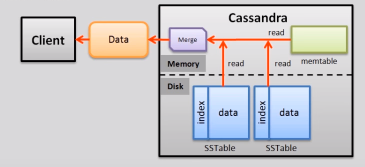 Cassandra
Client
Data
Merge
read
memtable
Memory
read
read
Disk
index
data
index
data
SSTable
SSTable